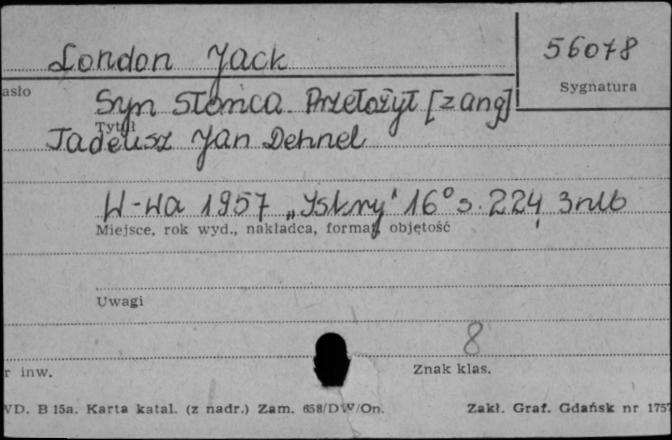 London Jack
56078
asło
Sygnatura
Syn słońca Przełożył [z ang]
Tytuł
Tadeusz Jan Dehnel
W-wa 1957 „Iskry" 16° s. 224, 3nlb
Miejsce, rok wyd., nakładca, format, objętość
Uwagi
8
r inw.
Znak klas.
WD. B 15a. Karta katal. (z nadr.) Zam. 658/DW/On.
Zakł. Graf. Gdańsk nr 1757